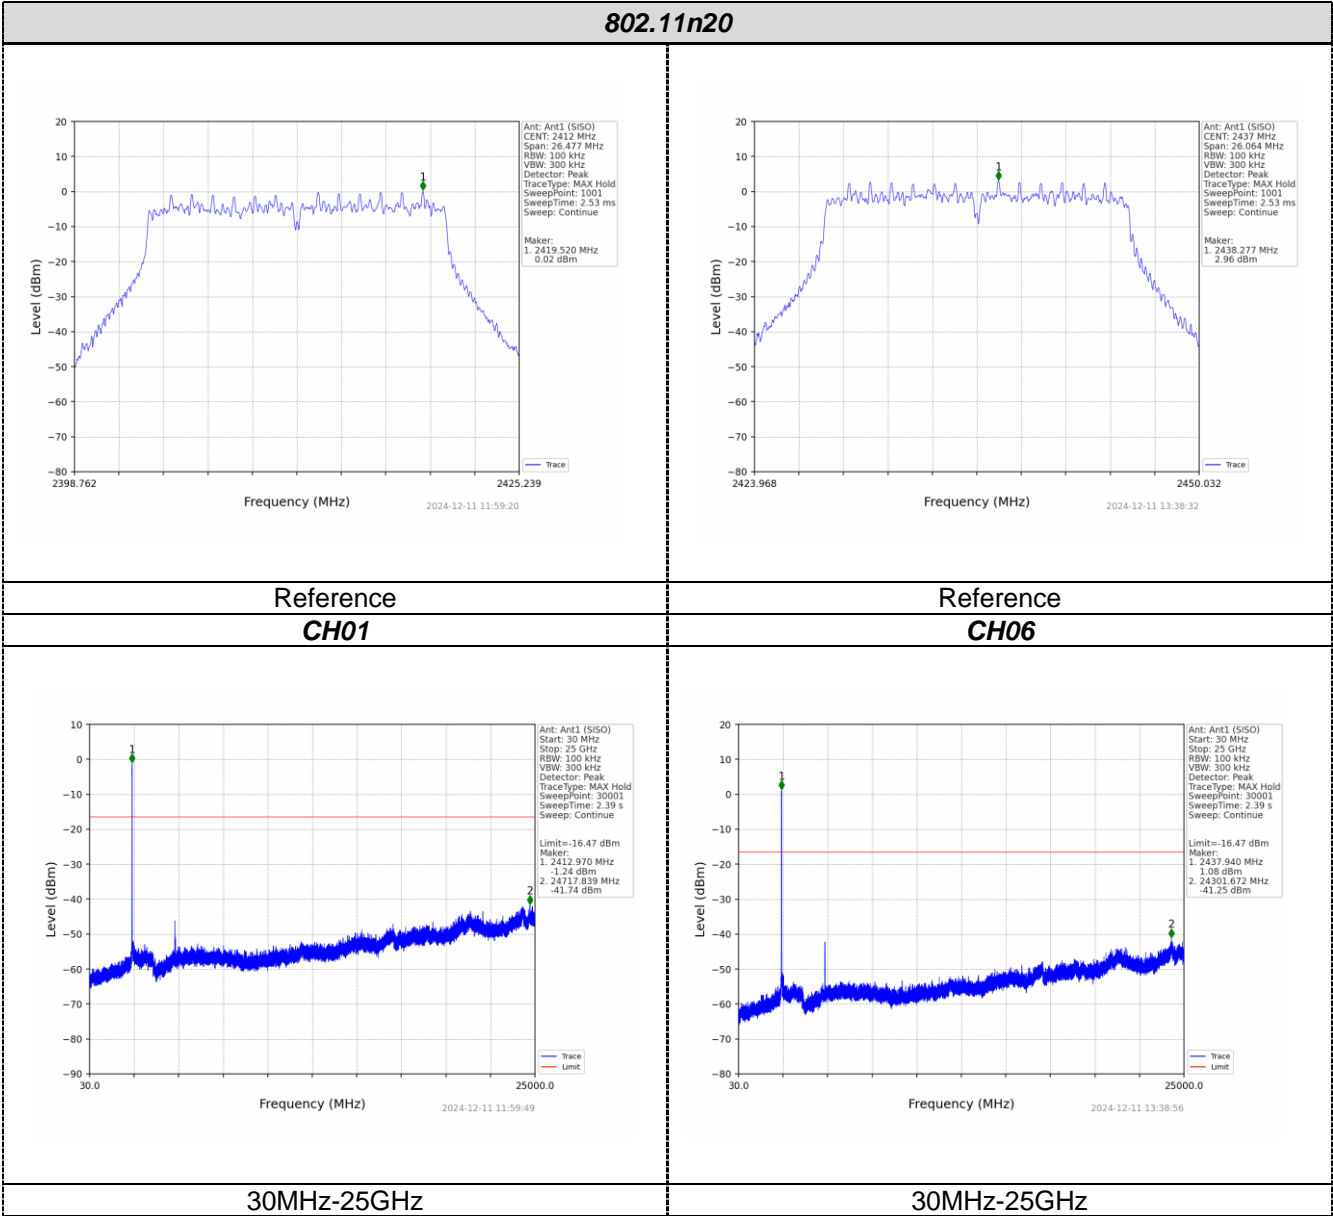 802.11n20
20
10
0
−10
−20
−30
−40
−50
−60
−70
−80
Level (dBm)
1
2398.762
2425.239
Frequency (MHz)
2024-12-11 11:59:20
Ant: Ant1 (SISO)
CENT: 2412 MHz
Span: 26.477 MHz
RBW: 100 kHz
VBW: 300 kHz
Detector: Peak
TraceType: MAX Hold
SweepPoint: 1001
SweepTime: 2.53 ms
Sweep: Continue
Maker:
1. 2419.520 MHz
0.02 dBm
Trace
20
10
0
−10
−20
−30
−40
−50
−60
−70
−80
Level (dBm)
1
2423.968
2450.032
Frequency (MHz)
2024-12-11 13:38:32
Ant: Ant1 (SISO)
CENT: 2437 MHz
Span: 26.064 MHz
RBW: 100 kHz
VBW: 300 kHz
Detector: Peak
TraceType: MAX Hold
SweepPoint: 1001
SweepTime: 2.53 ms
Sweep: Continue
Maker:
1. 2438.277 MHz
2.96 dBm
Trace
Reference
Reference
CH01
CH06
10
0
−10
−20
−30
−40
−50
−60
−70
−80
−90
Level (dBm)
1
2
30.0
25000.0
Frequency (MHz)
2024-12-11 11:59:49
Ant: Ant1 (SISO)
Start: 30 MHz
Stop: 25 GHz
RBW: 100 kHz
VBW: 300 kHz
Detector: Peak
TraceType: MAX Hold
SweepPoint: 30001
SweepTime: 2.39 s
Sweep: Continue
Limit=-16.47 dBm
Maker:
1. 2412.970 MHz
-1.24 dBm
2. 24717.839 MHz
-41.74 dBm
Trace
Limit
20
10
0
−10
−20
−30
−40
−50
−60
−70
−80
Level (dBm)
1
2
30.0
25000.0
Frequency (MHz)
2024-12-11 13:38:56
Ant: Ant1 (SISO)
Start: 30 MHz
Stop: 25 GHz
RBW: 100 kHz
VBW: 300 kHz
Detector: Peak
TraceType: MAX Hold
SweepPoint: 30001
SweepTime: 2.39 s
Sweep: Continue
Limit=-16.47 dBm
Maker:
1. 2437.940 MHz
1.08 dBm
2. 24301.672 MHz
-41.25 dBm
Trace
Limit
30MHz-25GHz
30MHz-25GHz